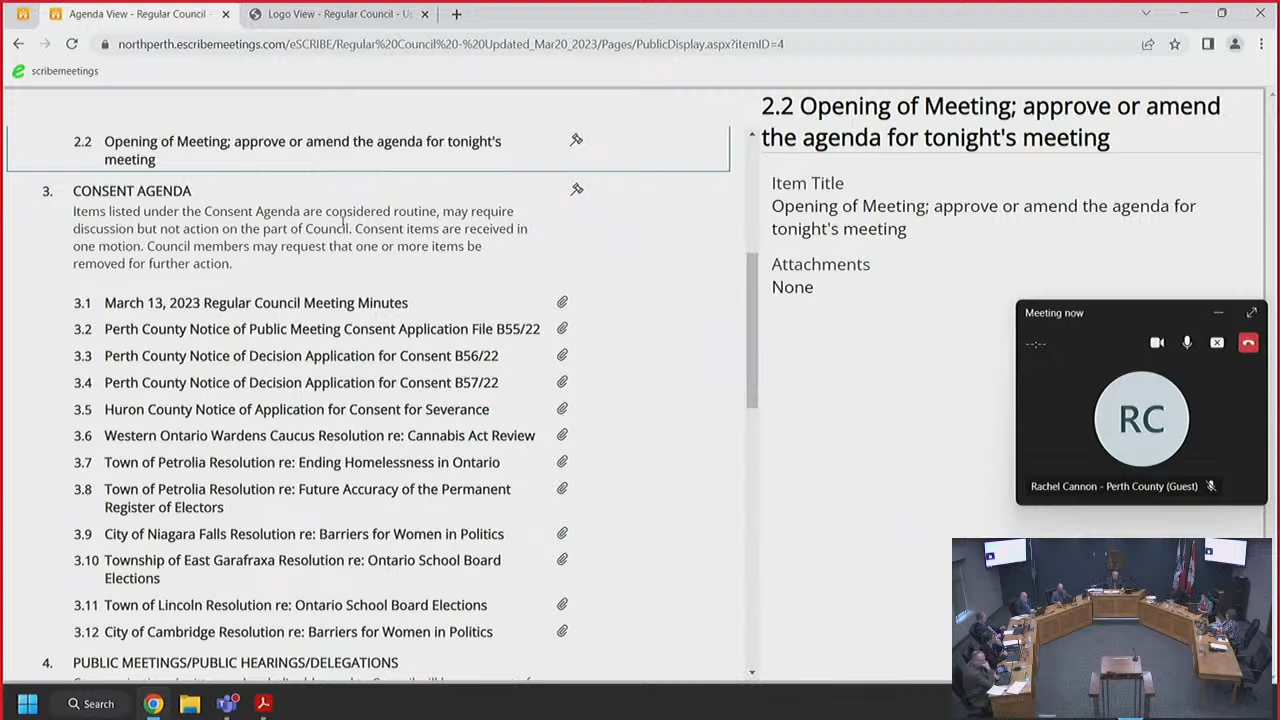 Agenda View - Regular Council -
Logo View - Regular Council - U
northperth.escribemeetings.com/eSCRIBE/Regular%20Council%20-%20Updated_Mar20_2023/Pages/PublicDisplay.aspx?itemID=4
scribemeetings
2.2 Opening of Meeting; approve or amend the agenda for tonight's
meeting
3. CONSENT AGENDA
Items listed under the Consent Agenda are considered routine, may require
discussion but not action on the part of Council. Consent items are received in
one motion. Council members may request that one or more items be
removed for further action.
3.1 March 13, 2023 Regular Council Meeting Minutes
3.2 Perth County Notice of Public Meeting Consent Application File B55/22
3.3 Perth County Notice of Decision Application for Consent B56/22
3.4 Perth County Notice of Decision Application for Consent B57/22
3.5 Huron County Notice of Application for Consent for Severance
3.6 Western Ontario Wardens Caucus Resolution re: Cannabis Act Review
3.7 Town of Petrolia Resolution re: Ending Homelessness in Ontario
3.8 Town of Petrolia Resolution re: Future Accuracy of the Permanent
Register of Electors
3.9 City of Niagara Falls Resolution re: Barriers for Women in Politics
3.10 Township of East Garafraxa Resolution re: Ontario School Board
Elections
3.11 Town of Lincoln Resolution re: Ontario School Board Elections
3.12 City of Cambridge Resolution re: Barriers for Women in Politics
4. PUBLIC MEETINGS/PUBLIC HEARINGS/DELEGATIONS
2.2 Opening of Meeting; approve or amend
the agenda for tonight's meeting
Item Title
Opening of Meeting; approve or amend the agenda for
tonight's meeting
Attachments
None
Meeting now
--:--
RC
Rachel Cannon - Perth County (Guest)
Search